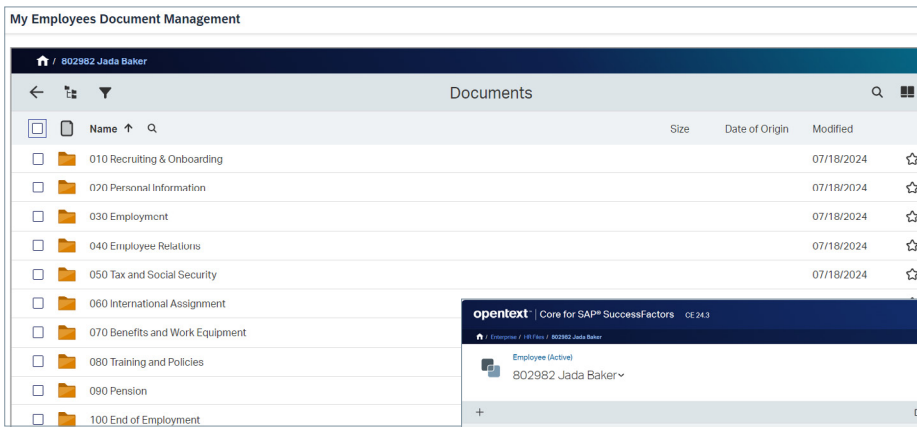 My Employees Document Management
/ 802982 Jada Baker
Documents
Name Size Date of Origin Modified
010 Recruiting & Onboarding 07/18/2024
020 Personal Information 07/18/2024
030 Employment 07/18/2024
040 Employee Relations 07/18/2024
050 Tax and Social Security 07/18/2024
060 International Assignment
070 Benefits and Work Equipment
080 Training and Policies
090 Pension
100 End of Employment
opentext™ | Core for SAP® SuccessFactors CE 24.3
/ Enterprise / HR Files / 802982 Jada Baker
Employee (Active)
802982 Jada Baker